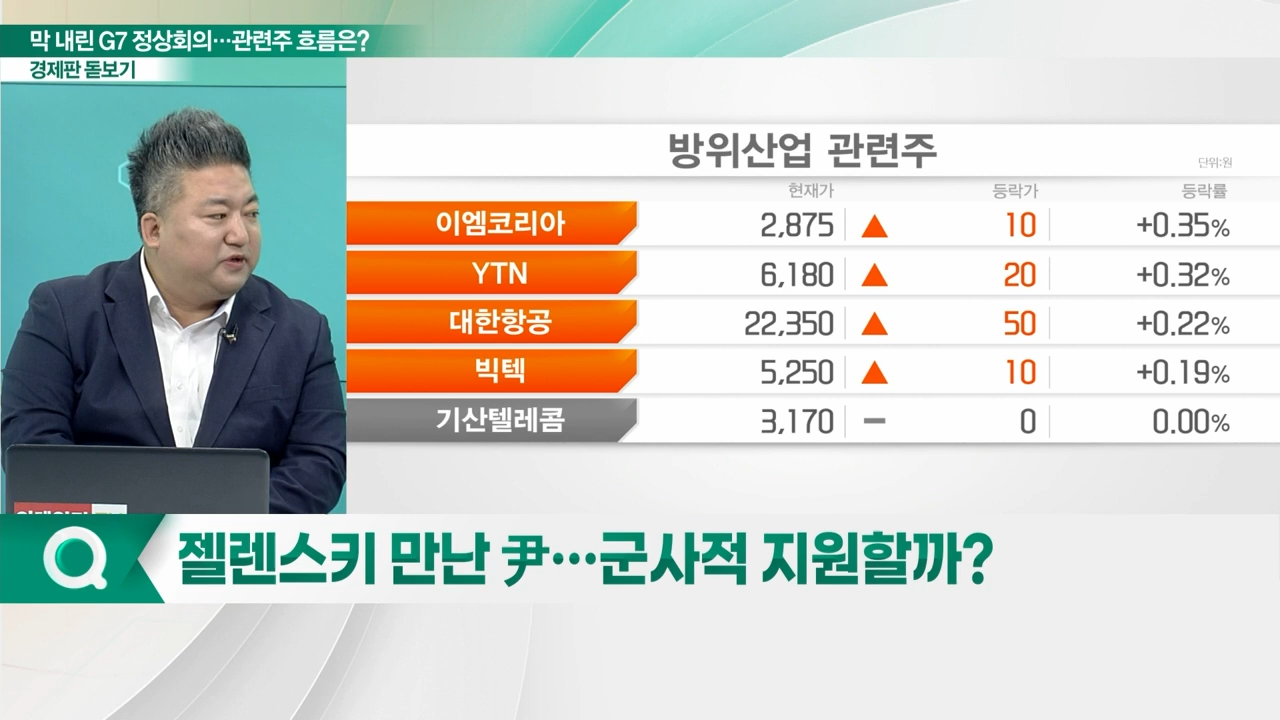 막 내린 G7 정상회의…관련주 흐름은?
경제판 돋보기
방위산업 관련주
단위:원
현재가 등락가 등락률
이엠코리아 2,875 ▲ 10 +0.35%
YTN 6,180 ▲ 20 +0.32%
대한항공 22,350 ▲ 50 +0.22%
빅텍 5,250 ▲ 10 +0.19%
기산텔레콤 3,170 － 0 0.00%
젤렌스키 만난 尹…군사적 지원할까?